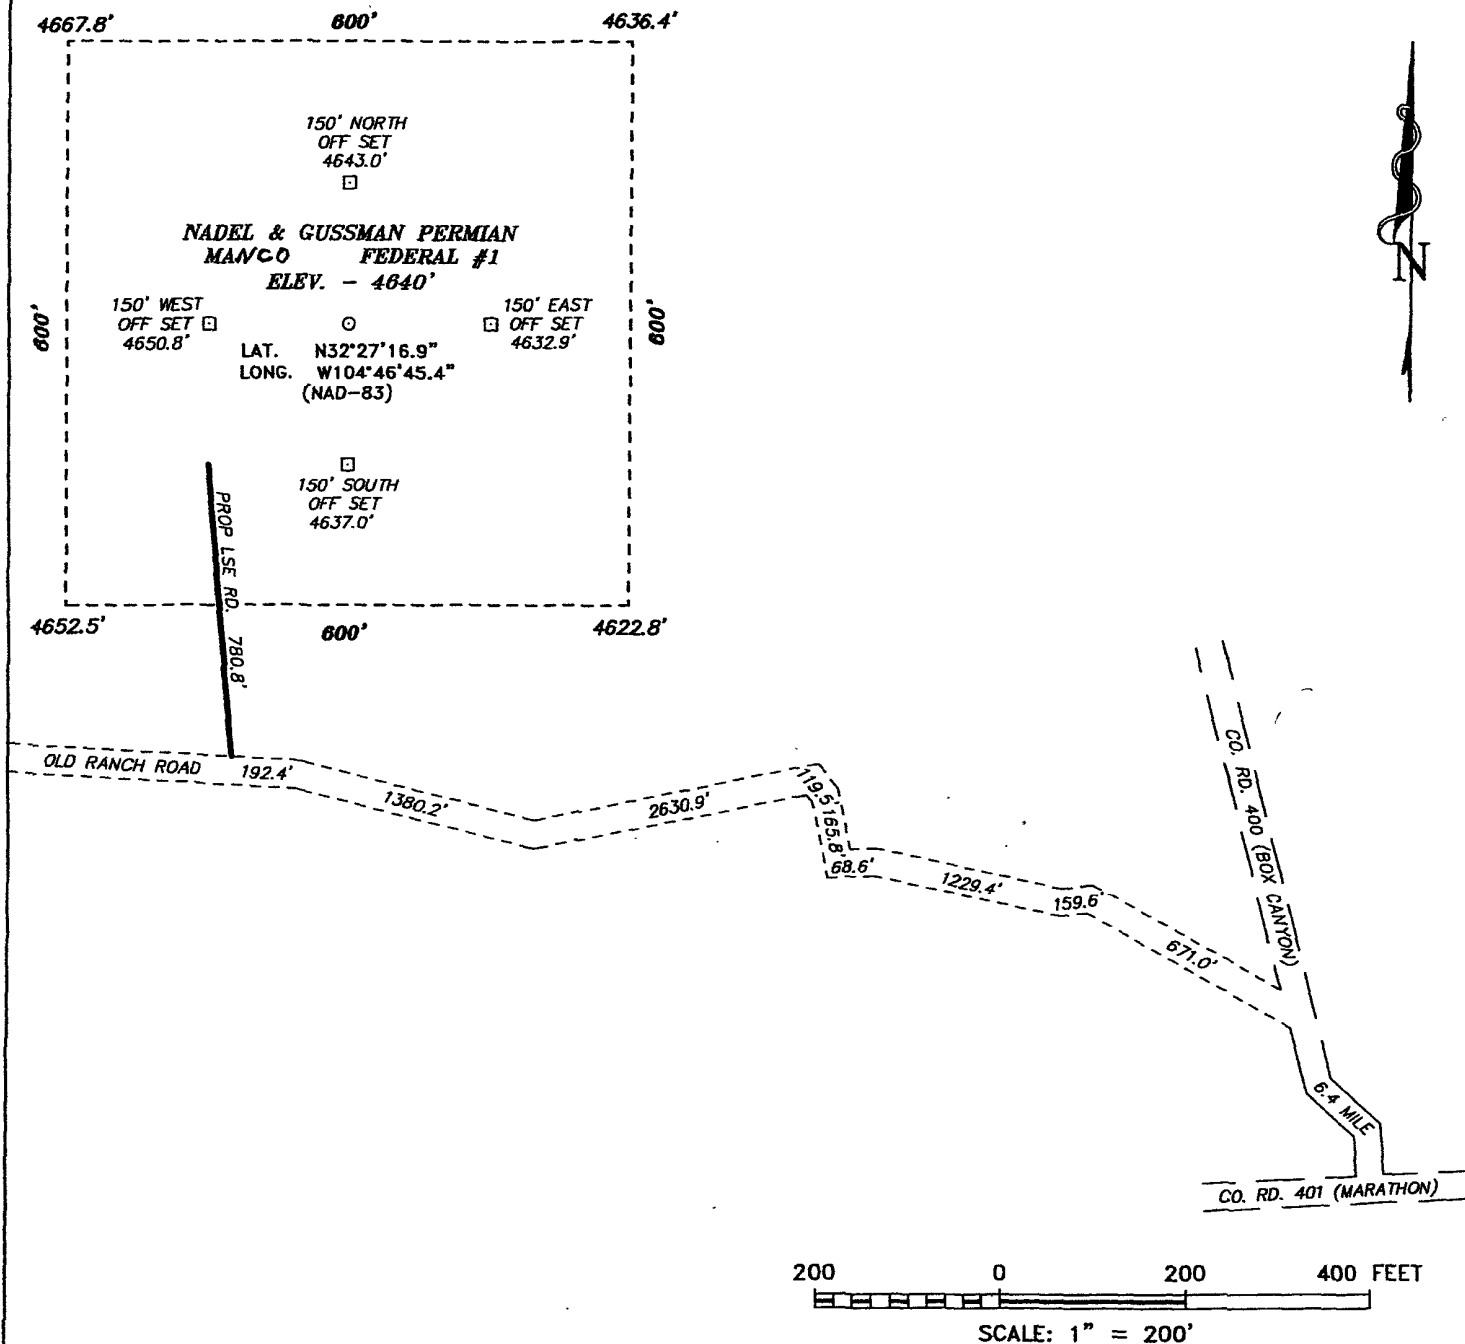 4667.8' 600' 4636.4'
150' NORTH
OFF SET
4643.0'
NADEL & GUSSMAN PERMIAN
MANCO FEDERAL #1
ELEV. - 4640'
600'
150' WEST
OFF SET
4650.8'
150' EAST
OFF SET
4632.9'
600'
LAT. N32°27'16.9"
LONG. W104°46'45.4"
(NAD-83)
150' SOUTH
OFF SET
4637.0'
PROP LSE RD. 780.8'
4652.5' 600' 4622.8'
N
OLD RANCH ROAD 192.4'
1380.2'
2630.9'
119.5'
165.8'
68.6'
1229.4'
159.6'
671.0'
CO. RD. 400 (BOX CANYON)
6.4 MILE
CO. RD. 401 (MARATHON)
200 0 200 400 FEET
SCALE: 1" = 200'